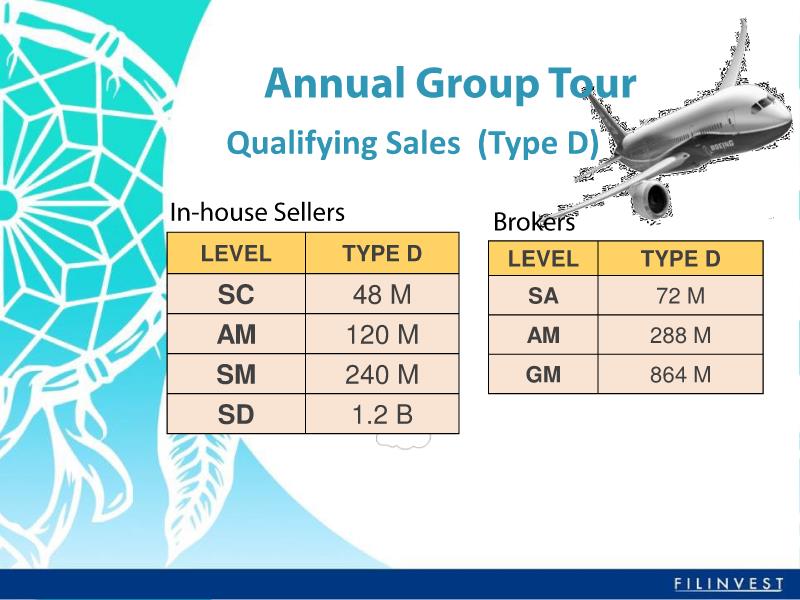 Annual Group Tour
Qualifying Sales (Type D)
In-house Sellers
LEVEL TYPE D
SC 48 M
AM 120 M
SM 240 M
SD 1.2 B
Brokers
LEVEL TYPE D
SA 72 M
AM 288 M
GM 864 M
BOEING
FILINVEST